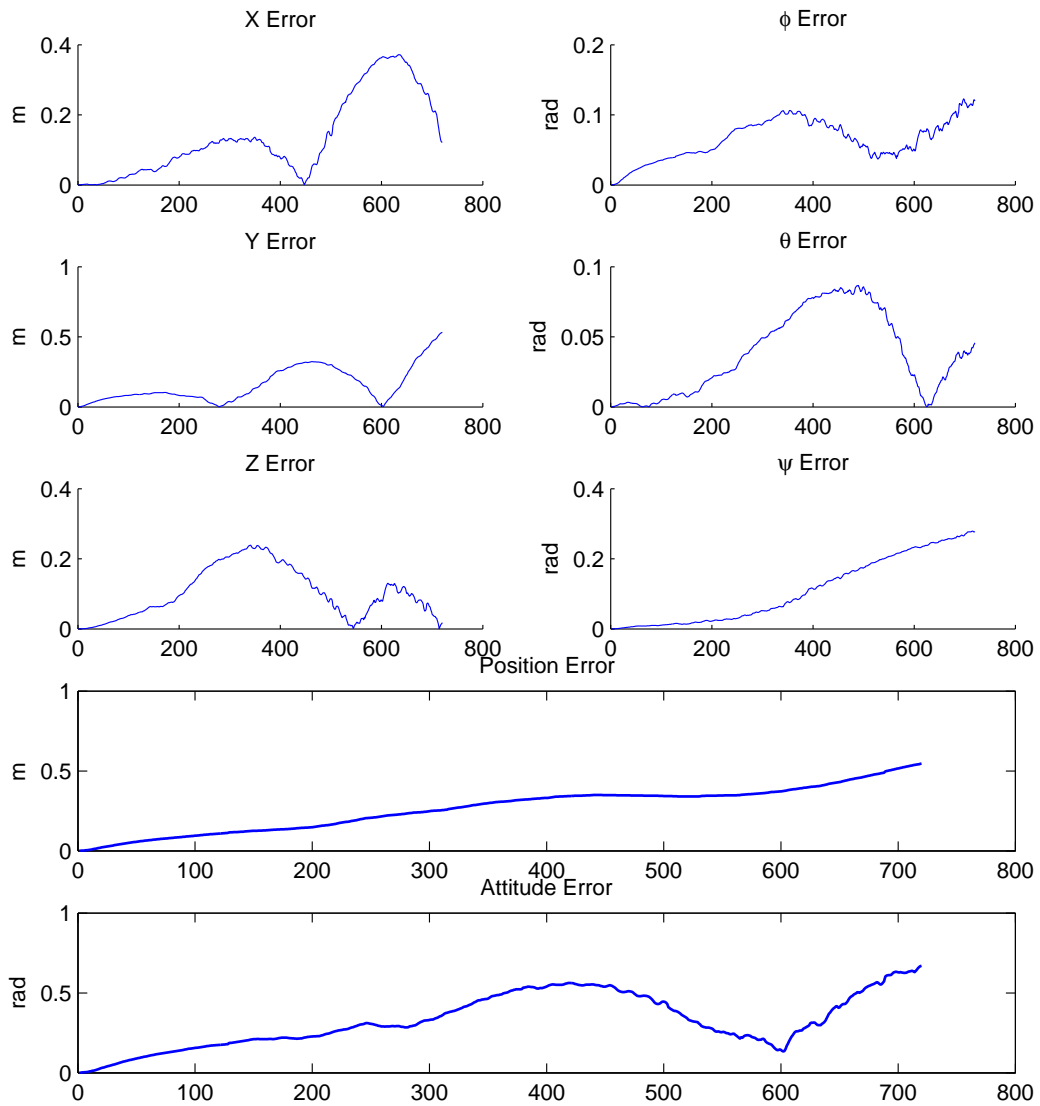 X Error
0.4
0.2
0
m
0 200 400 600 800
ϕ Error
0.2
0.1
0
rad
0 200 400 600 800
Y Error
1
0.5
0
m
0 200 400 600 800
θ Error
0.1
0.05
0
rad
0 200 400 600 800
Z Error
0.4
0.2
0
m
0 200 400 600 800
ψ Error
0.4
0.2
0
rad
0 200 400 600 800
Position Error
1
0.5
0
m
0 100 200 300 400 500 600 700 800
Attitude Error
1
0.5
0
rad
0 100 200 300 400 500 600 700 800